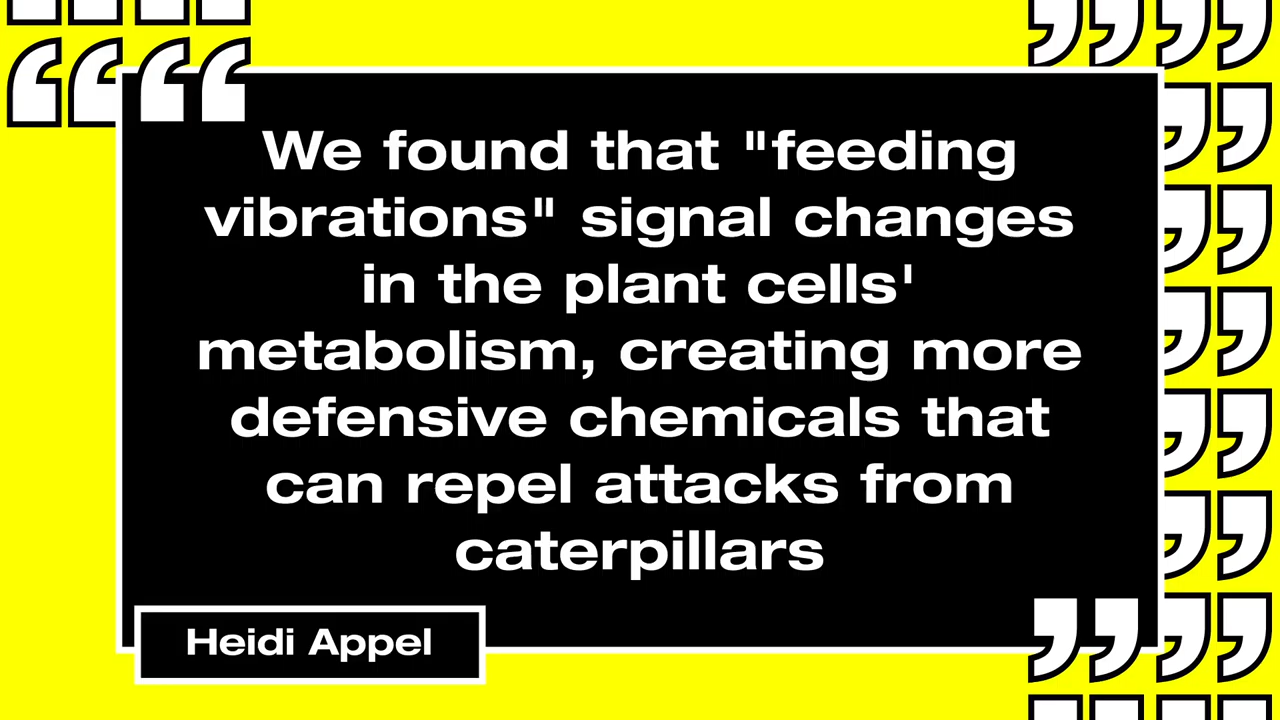 We found that "feeding
vibrations" signal changes
in the plant cells'
metabolism, creating more
defensive chemicals that
can repel attacks from
caterpillars
Heidi Appel